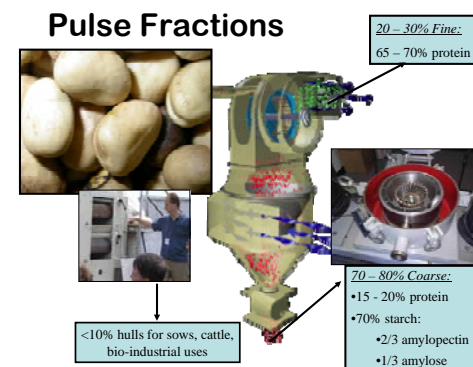 Pulse Fractions
20 – 30% Fine:
65 – 70% protein
70 – 80% Coarse:
•15 - 20% protein
•70% starch:
•2/3 amylopectin
•1/3 amylose
<10% hulls for sows, cattle,
bio-industrial uses